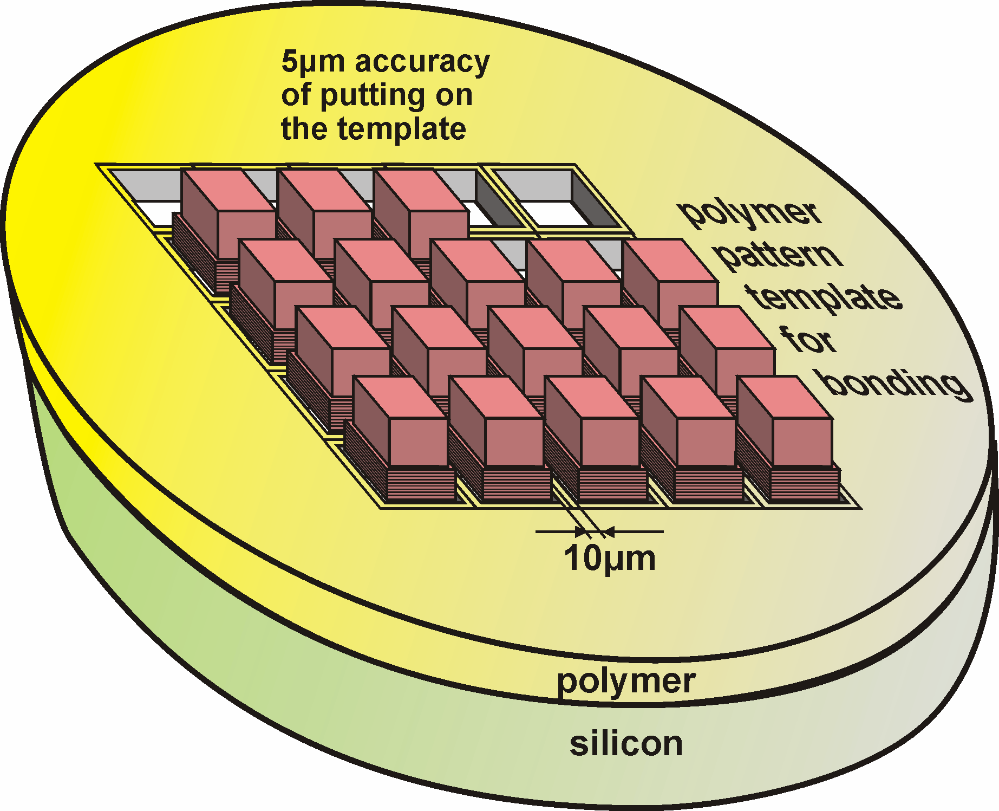 5µm accuracy
of putting on
the template
polymer
pattern
template
for
bonding
10µm
polymer
silicon